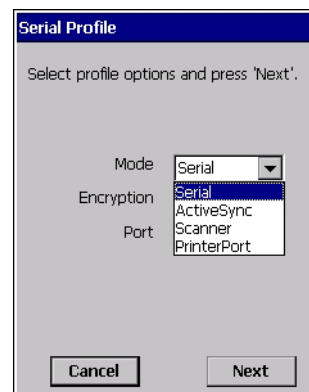 Serial Profile
Select profile options and press 'Next'.
Mode
Serial
Encryption
Serial
ActiveSync
Port
Scanner
PrinterPort
Cancel
Next